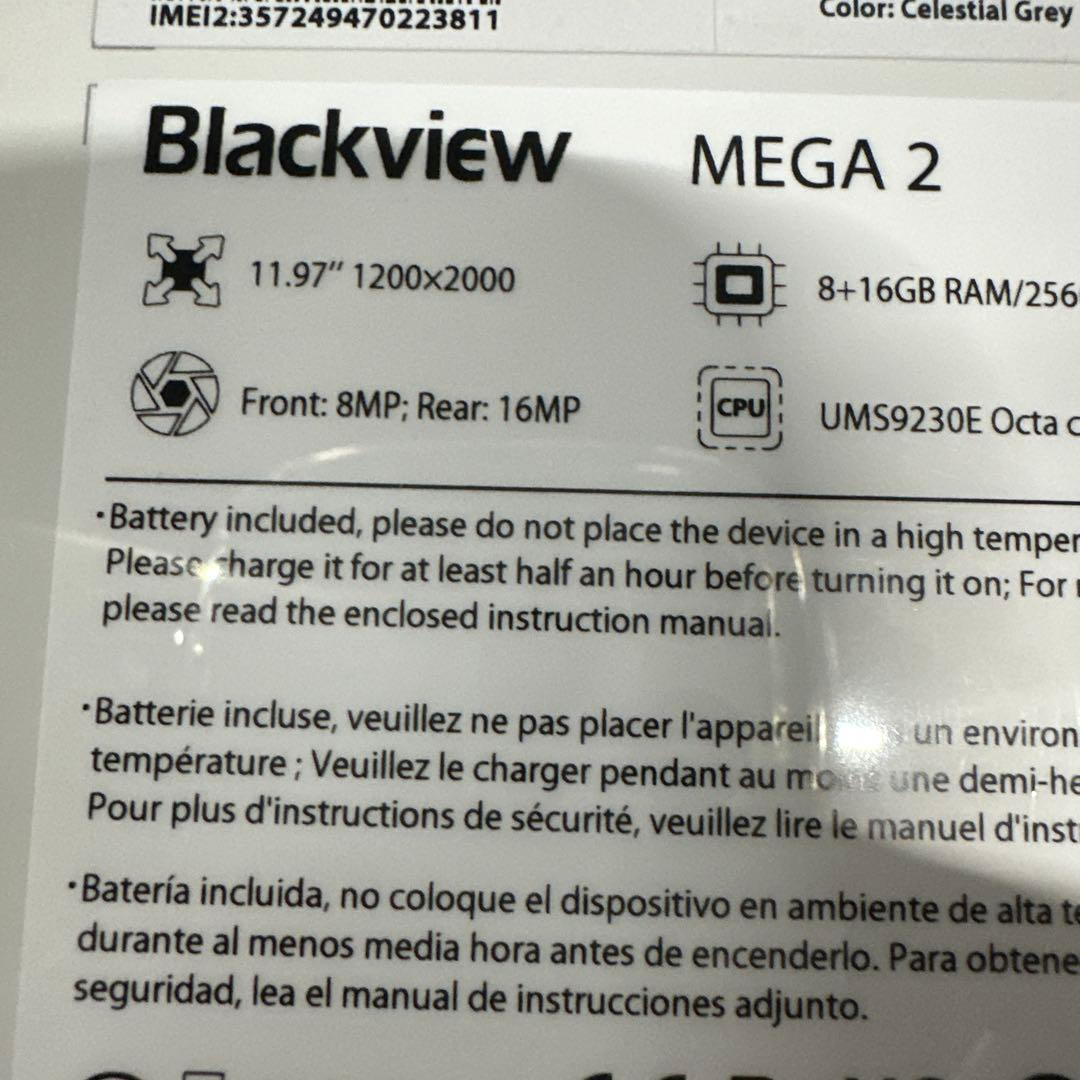 IMEI2:357249470223811
Color: Celestial Grey
Blackview MEGA 2
11.97" 1200x2000
8+16GB RAM/256
Front: 8MP; Rear: 16MP
CPU
UMS9230E Octa c
·Battery included, please do not place the device in a high temper
Please charge it for at least half an hour before turning it on; For
please read the enclosed instruction manual.
·Batterie incluse, veuillez ne pas placer l'appareil un environ
température ; Veuillez le charger pendant au moins une demi-he
Pour plus d'instructions de sécurité, veuillez lire le manuel d'inst
·Batería incluida, no coloque el dispositivo en ambiente de alta te
durante al menos media hora antes de encenderlo. Para obtene
seguridad, lea el manual de instrucciones adjunto.